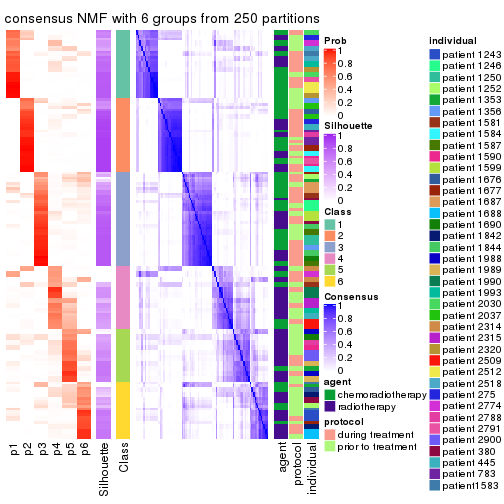 consensus NMF with 6 groups from 250 partitions
p1
p2
p3
p4
p5
p6
Silhouette
Class
agent
protocol
individual
Prob
1
0.8
0.6
0.4
0.2
0
Silhouette
1
0.8
0.6
0.4
0.2
0
Class
1
2
3
4
5
6
Consensus
1
0.8
0.6
0.4
0.2
0
agent
chemoradiotherapy
radiotherapy
protocol
during treatment
prior to treatment
individual
patient 1243
patient 1246
patient 1250
patient 1252
patient 1353
patient 1356
patient 1581
patient 1584
patient 1587
patient 1590
patient 1599
patient 1676
patient 1677
patient 1687
patient 1688
patient 1690
patient 1842
patient 1844
patient 1988
patient 1989
patient 1990
patient 1993
patient 2030
patient 2037
patient 2314
patient 2315
patient 2320
patient 2509
patient 2512
patient 2518
patient 275
patient 2774
patient 2788
patient 2791
patient 2900
patient 380
patient 445
patient 783
patient1583